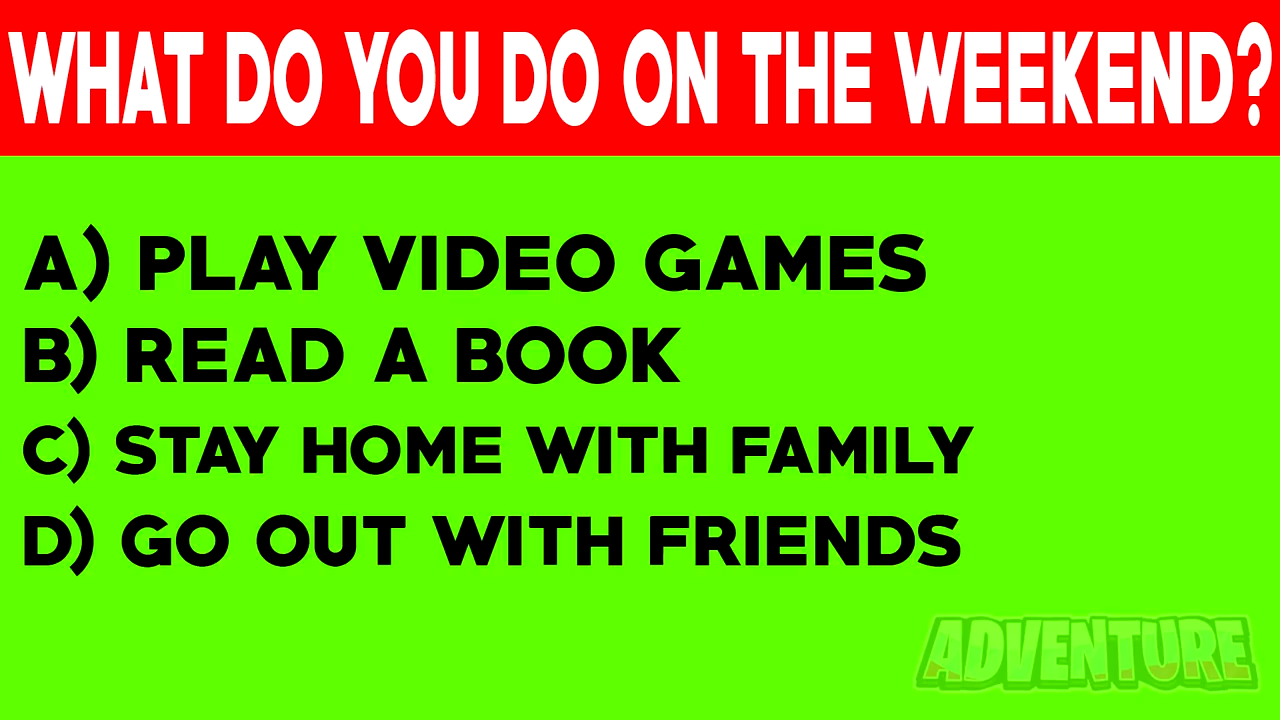 WHAT DO YOU DO ON THE WEEKEND?
A) PLAY VIDEO GAMES
B) READ A BOOK
C) STAY HOME WITH FAMILY
D) GO OUT WITH FRIENDS
ADVENTURE